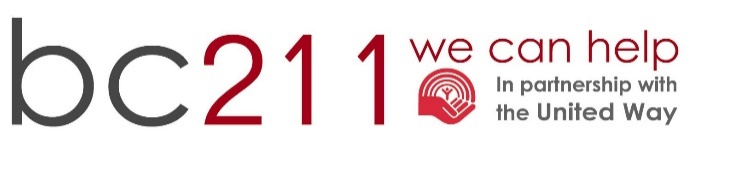 bc211
we can help
In partnership with
the United Way